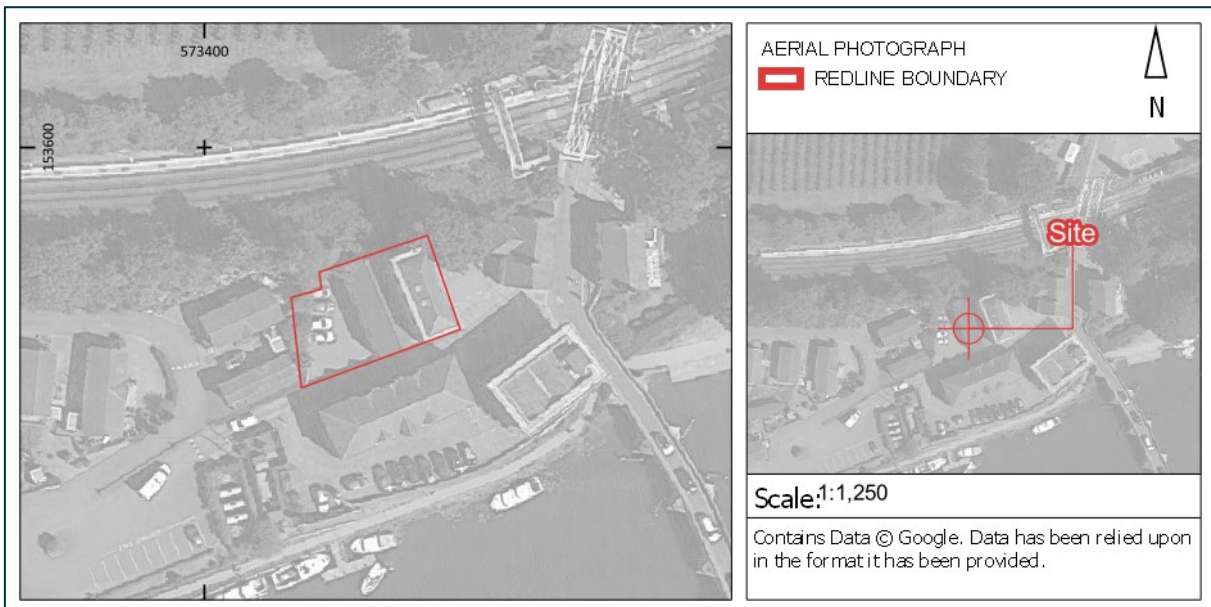 573400
153600
AERIAL PHOTOGRAPH
REDLINE BOUNDARY
N
Site
Scale:1:1,250
Contains Data © Google. Data has been relied upon
in the format it has been provided.